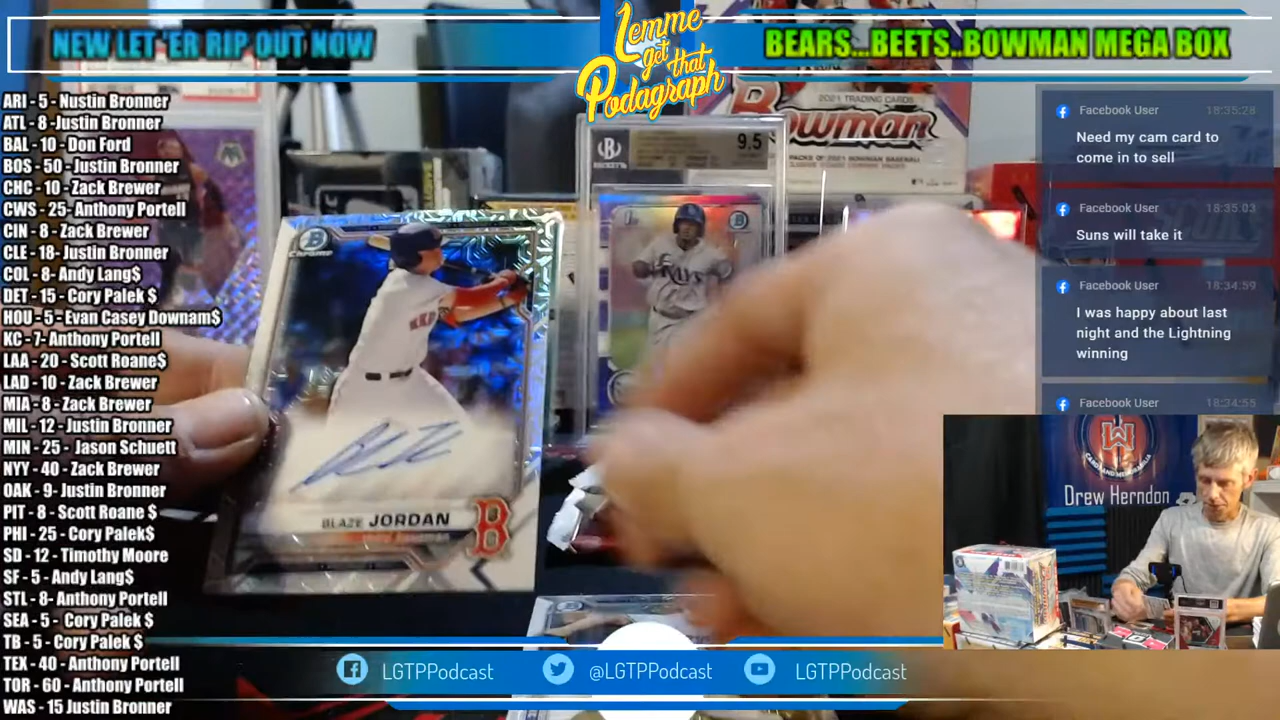 NEW LET 'ER RIP OUT NOW
Lemme
get
that
Podagraph
BEARS...BEETS..BOWMAN MEGA BOX
ARI - 5 - Nustin Bronner
ATL - 8 -Justin Bronner
BAL - 10 - Don Ford
BOS - 50 - Justin Bronner
CHC - 10 - Zack Brewer
CWS - 25- Anthony Portell
CIN - 8 - Zack Brewer
CLE - 18- Justin Bronner
COL - 8- Andy Lang$
DET - 15- Cory Palek $
HOU - 5 - Evan Casey Downam$
KC - 7- Anthony Portell
LAA - 20 - Scott Roane$
LAD - 10 - Zack Brewer
MIA - 8 - Zack Brewer
MIL - 12 - Justin Bronner
MIN - 25 - Jason Schuett
NYY - 40 - Zack Brewer
OAK - 9- Justin Bronner
PIT - 8 - Scott Roane $
PHI - 25 - Cory Palek$
SD - 12 - Timothy Moore
SF - 5 - Andy Lang$
STL - 8- Anthony Portell
SEA - 5 - Cory Palek $
TB - 5 - Cory Palek $
TEX - 40 - Anthony Portell
TOR - 60 - Anthony Portell
WAS - 15 Justin Bronner
2021 TRADING CARDS
Bowman
PACKS OF 2021 BOWMAN BASEBALL
9.5
RAYS
Chrome
BLAZE JORDAN
B
Facebook User 18:35:28
Need my cam card to
come in to sell
Facebook User 18:35:03
Suns will take it
Facebook User 18:34:59
I was happy about last
night and the Lightning
winning
Facebook User 18:34:55
Drew Herndon
LGTPPodcast
@LGTPPodcast
LGTPPodcast